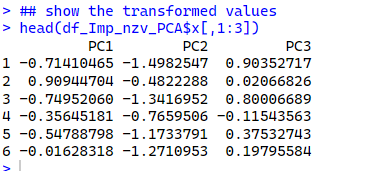 > ## show the transformed values
> head(df_Imp_nzv_PCA$x[,1:3])
PC1 PC2 PC3
1 -0.71410465 -1.4982547 0.90352717
2 0.90944704 -0.4822288 0.02066826
3 -0.74952060 -1.3416952 0.80006689
4 -0.35645181 -0.7659506 -0.11543563
5 -0.54788798 -1.1733791 0.37532743
6 -0.01628318 -1.2710953 0.19795584
>